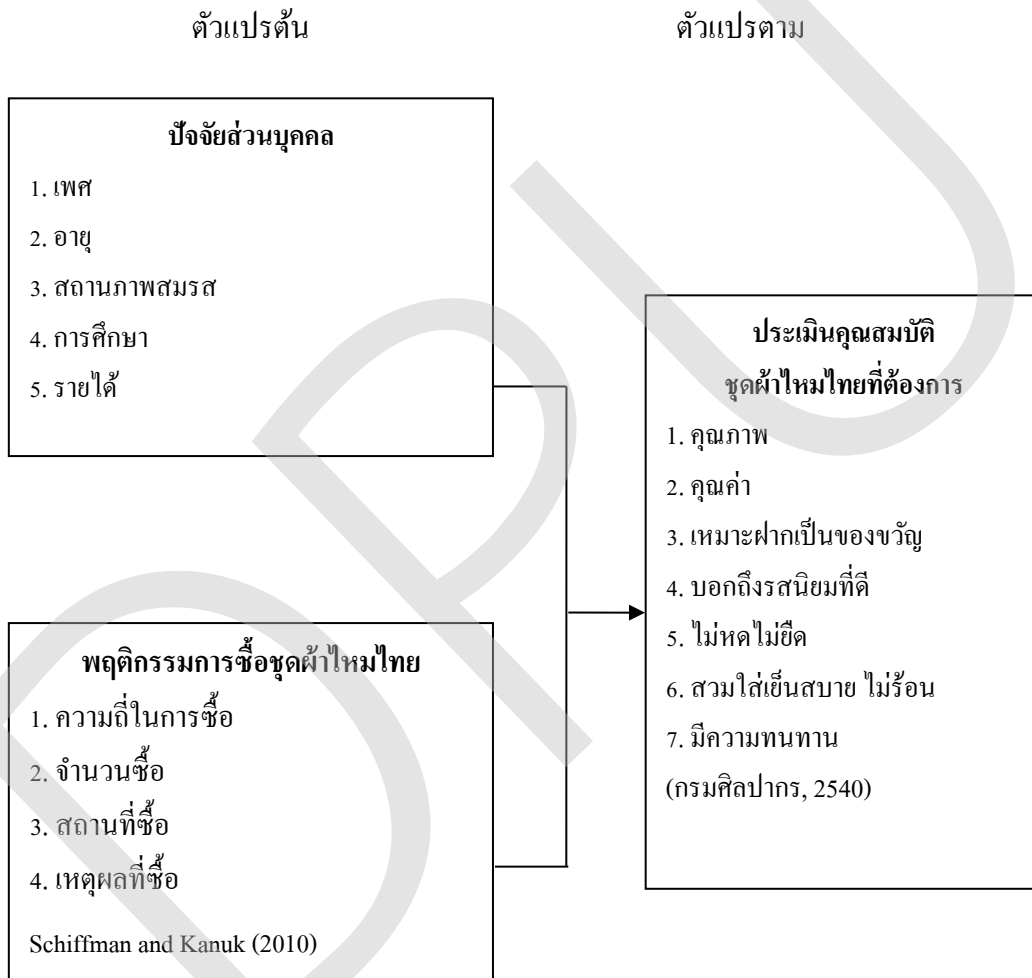 ตัวแปรต้น
ตัวแปรตาม
ปัจจัยส่วนบุคคล
1. เพศ
2. อายุ
3. สถานภาพสมรส
4. การศึกษา
5. รายได้
พฤติกรรมการซื้อชุดผ้าไหมไทย
1. ความถี่ในการซื้อ
2. จำนวนซื้อ
3. สถานที่ซื้อ
4. เหตุผลที่ซื้อ
Schiffman and Kanuk (2010)
ประเมินคุณสมบัติ
ชุดผ้าไหมไทยที่ต้องการ
1. คุณภาพ
2. คุณค่า
3. เหมาะฝากเป็นของขวัญ
4. บอกถึงรสนิยมที่ดี
5. ไม่หดไม่ยืด
6. สวมใส่เย็นสบาย ไม่ร้อน
7. มีความทนทาน
(กรมศิลปากร, 2540)
DPU